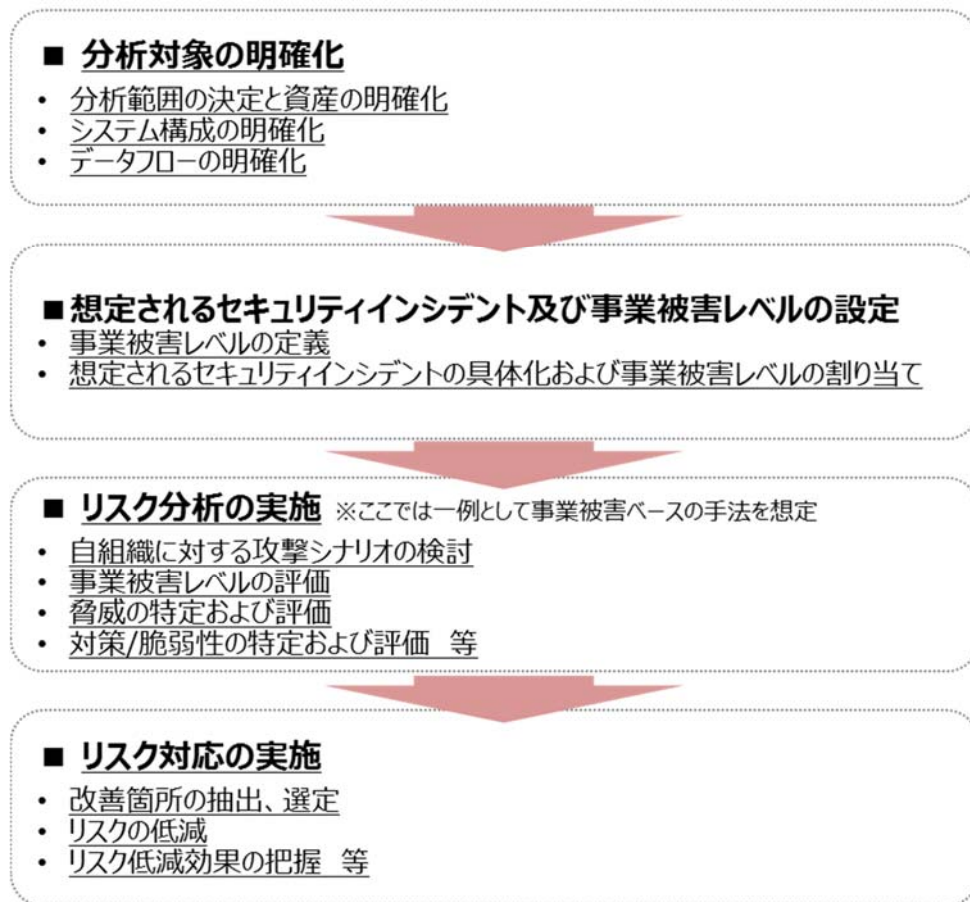 ■ 分析対象の明確化
• 分析範囲の決定と資産の明確化
• システム構成の明確化
• データフローの明確化
■想定されるセキュリティインシデント及び事業被害レベルの設定
• 事業被害レベルの定義
• 想定されるセキュリティインシデントの具体化および事業被害レベルの割り当て
■ リスク分析の実施 ※ここでは一例として事業被害ベースの手法を想定
• 自組織に対する攻撃シナリオの検討
• 事業被害レベルの評価
• 脅威の特定および評価
• 対策/脆弱性の特定および評価 等
■ リスク対応の実施
• 改善箇所の抽出、選定
• リスクの低減
• リスク低減効果の把握 等